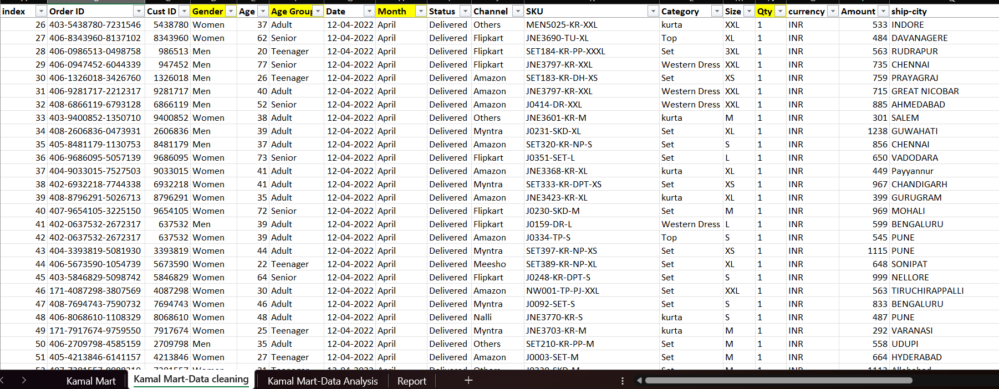 index Order ID Cust ID Gender Age Age Group Date Month Status Channel SKU Category Size Qty currency Amount ship-city
26 403-5438780-7231546 5438780 Women 37 Adult 12-04-2022 April Delivered Others MEN5025-KR-XXL kurta XXL 1 INR 533 INDORE
27 406-8343960-8137102 8343960 Women 62 Senior 12-04-2022 April Delivered Flipkart JNE3690-TU-XL Top XL 1 INR 484 DAVANAGERE
28 406-0986513-0498758 986513 Men 20 Teenager 12-04-2022 April Delivered Flipkart SET184-KR-PP-XXXL Set 3XL 1 INR 563 RUDRAPUR
29 406-0947452-6044339 947452 Men 77 Senior 12-04-2022 April Delivered Flipkart JNE3797-KR-XXL Western Dress XXL 1 INR 735 CHENNAI
30 406-1326018-3426760 1326018 Men 26 Teenager 12-04-2022 April Delivered Amazon SET183-KR-DH-XS Set XS 1 INR 759 PRAYAGRAJ
31 406-9281717-2212317 9281717 Men 40 Adult 12-04-2022 April Delivered Amazon JNE3797-KR-XXL Western Dress XXL 1 INR 715 GREAT NICOBAR
32 408-6866119-6793128 6866119 Men 52 Senior 12-04-2022 April Delivered Amazon J0414-DR-XXL Western Dress XXL 1 INR 885 AHMEDABAD
33 403-9400852-1350710 9400852 Women 38 Adult 12-04-2022 April Delivered Others JNE3601-KR-M kurta M 1 INR 301 SALEM
34 408-2606836-0473931 2606836 Men 39 Adult 12-04-2022 April Delivered Myntra J0231-SKD-XL Set XL 1 INR 1238 GUWAHATI
35 405-8481179-1130753 8481179 Men 37 Adult 12-04-2022 April Delivered Amazon SET320-KR-NP-S Set S 1 INR 856 CHENNAI
36 406-9686095-5057139 9686095 Women 73 Senior 12-04-2022 April Delivered Flipkart J0351-SET-L Set L 1 INR 650 VADODARA
37 404-9033015-7527503 9033015 Women 41 Adult 12-04-2022 April Delivered Amazon JNE3368-KR-XL kurta XL 1 INR 449 Payyannur
38 402-6932218-7744338 6932218 Women 41 Adult 12-04-2022 April Delivered Myntra SET333-KR-DPT-XS Set XS 1 INR 967 CHANDIGARH
39 408-8796291-5026713 8796291 Women 35 Adult 12-04-2022 April Delivered Amazon JNE3423-KR-XL kurta XL 1 INR 399 GURUGRAM
40 407-9654105-3225150 9654105 Women 72 Senior 12-04-2022 April Delivered Flipkart J0230-SKD-M Set M 1 INR 969 MOHALI
41 402-0637532-2672317 637532 Men 39 Adult 12-04-2022 April Delivered Flipkart J0159-DR-L Western Dress L 1 INR 599 BENGALURU
42 402-0637532-2672317 637532 Women 39 Adult 12-04-2022 April Delivered Amazon J0334-TP-S Top S 1 INR 545 PUNE
43 404-3393819-5081930 3393819 Women 44 Adult 12-04-2022 April Delivered Myntra SET397-KR-NP-XS Set XS 1 INR 1115 PUNE
44 406-5673590-1054739 5673590 Women 22 Teenager 12-04-2022 April Delivered Meesho SET389-KR-NP-XL Set XL 1 INR 648 SONIPAT
45 403-5846829-5098742 5846829 Women 64 Senior 12-04-2022 April Delivered Flipkart J0248-KR-DPT-S Set S 1 INR 999 NELLORE
46 171-4087298-3807569 4087298 Women 30 Adult 12-04-2022 April Delivered Amazon NW001-TP-PJ-XXL Set XXL 1 INR 563 TIRUCHIRAPPALLI
47 408-7694743-7590732 7694743 Women 46 Adult 12-04-2022 April Delivered Myntra J0092-SET-S Set S 1 INR 833 BENGALURU
48 406-8068610-1108329 8068610 Women 48 Adult 12-04-2022 April Delivered Nalli JNE3770-KR-S kurta S 1 INR 487 PUNE
49 171-7917674-9759550 7917674 Women 25 Teenager 12-04-2022 April Delivered Myntra JNE3703-KR-M kurta M 1 INR 292 VARANASI
50 406-2709798-4585159 2709798 Men 35 Adult 12-04-2022 April Delivered Others SET210-KR-PP-M Set M 1 INR 558 UDUPI
51 405-4213846-6141157 4213846 Women 27 Teenager 12-04-2022 April Delivered Amazon J0003-SET-M Set M 1 INR 664 HYDERABAD
Kamal Mart Kamal Mart-Data cleaning Kamal Mart-Data Analysis Report